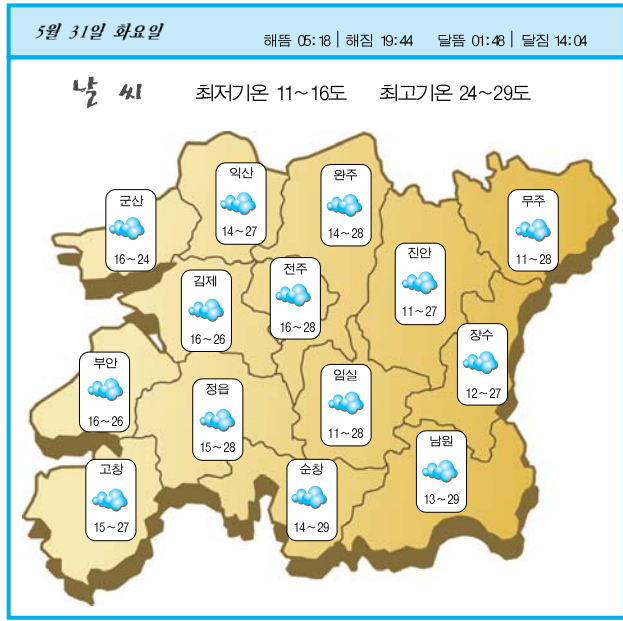 5월 31일 화요일
해뜸 05:18 | 해짐 19:44 달뜸 01:48 | 달짐 14:04
날 씨
최저기온 11~16도 최고기온 24~29도
익산
14~27
완주
14~28
군산
16~24
무주
11~28
진안
11~27
전주
16~28
김제
16~26
장수
12~27
부안
16~26
정읍
15~28
임실
11~28
남원
13~29
고창
15~27
순창
14~29